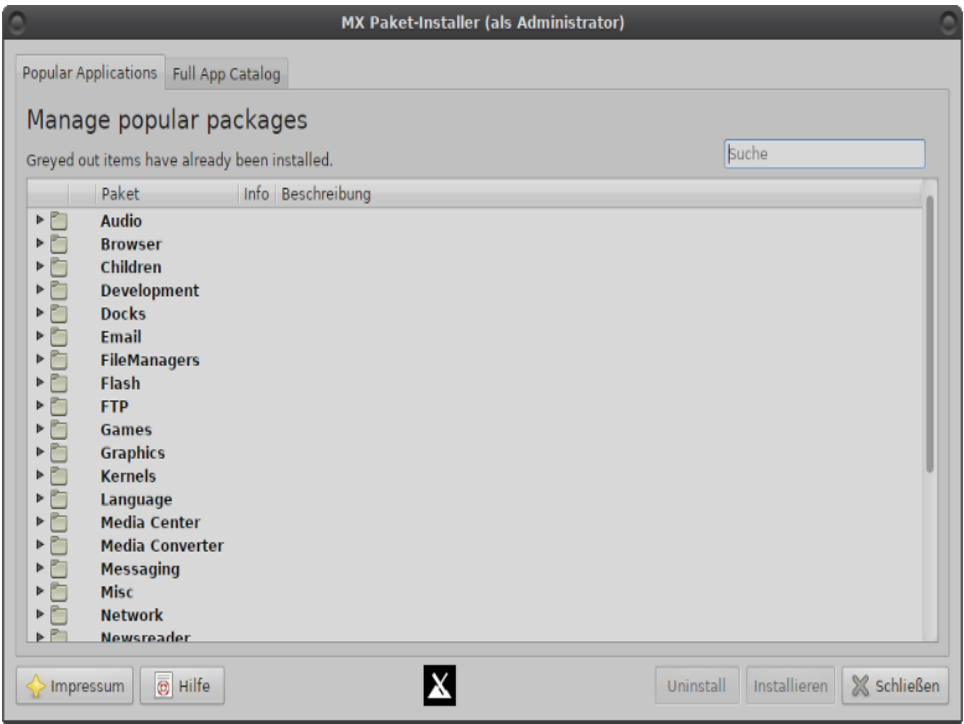 MX Paket-Installer (als Administrator)
Popular Applications Full App Catalog
Manage popular packages
Greyed out items have already been installed.
Suche
Paket Info Beschreibung
Audio
Browser
Children
Development
Docks
Email
FileManagers
Flash
FTP
Games
Graphics
Kernels
Language
Media Center
Media Converter
Messaging
Misc
Network
Newsreader
Impressum Hilfe Uninstall Installieren Schließen